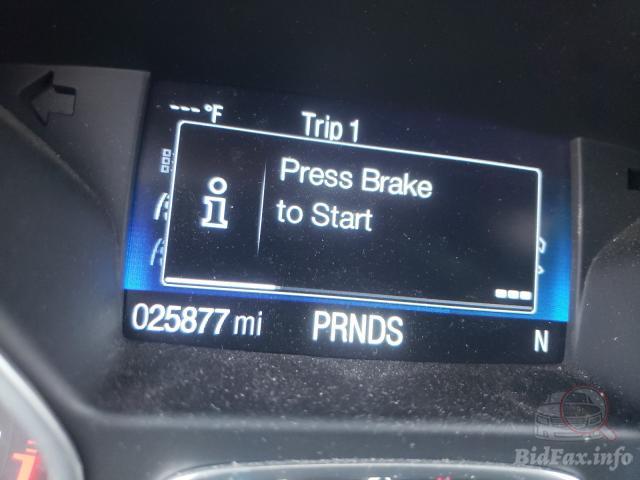 ---°F
Trip 1
Press Brake
to Start
025877 mi PRNDS N
BidFax.info